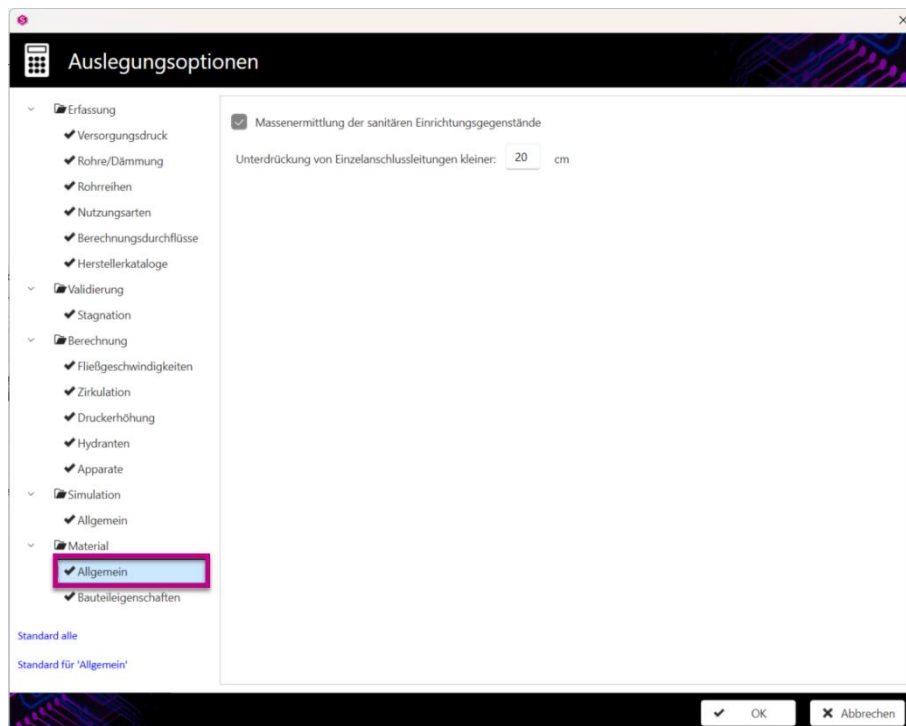 Auslegungsoptionen
Erfassung
Versorgungsdruck
Rohre/Dämmung
Rohrreihen
Nutzungsarten
Berechnungsdurchflüsse
Herstellerkataloge
Validierung
Stagnation
Berechnung
Fließgeschwindigkeiten
Zirkulation
Druckerhöhung
Hydranten
Apparate
Simulation
Allgemein
Material
Allgemein
Bauteileigenschaften
Standard alle
Standard für 'Allgemein'
Massenermittlung der sanitären Einrichtungsgegenstände
Unterdrückung von Einzelanschlussleitungen kleiner: 20 cm
OK Abbrechen